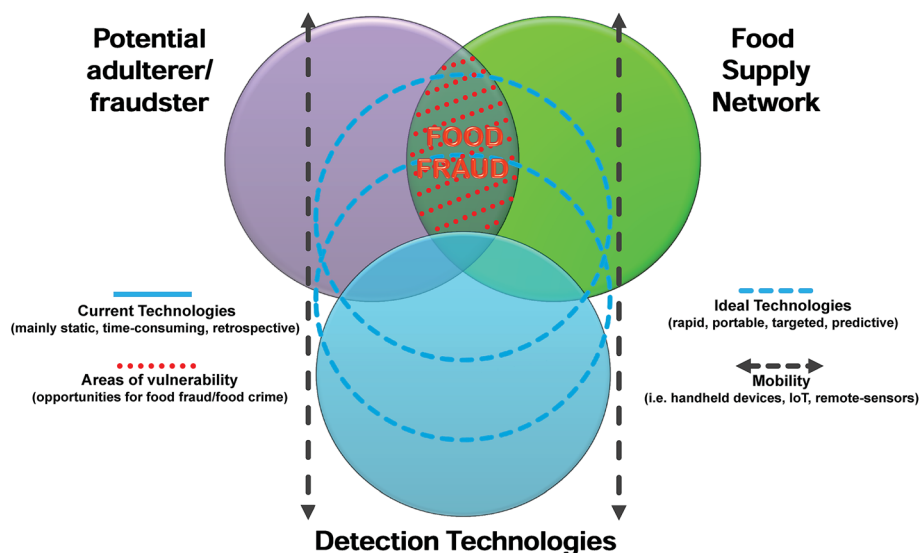 Potential
adulterer/
fraudster
Food
Supply
Network
FOOD
FRAUD
Current Technologies
(mainly static, time-consuming, retrospective)
Areas of vulnerability
(opportunities for food fraud/food crime)
Ideal Technologies
(rapid, portable, targeted, predictive)
Mobility
(i.e. handheld devices, IoT, remote-sensors)
Detection Technologies